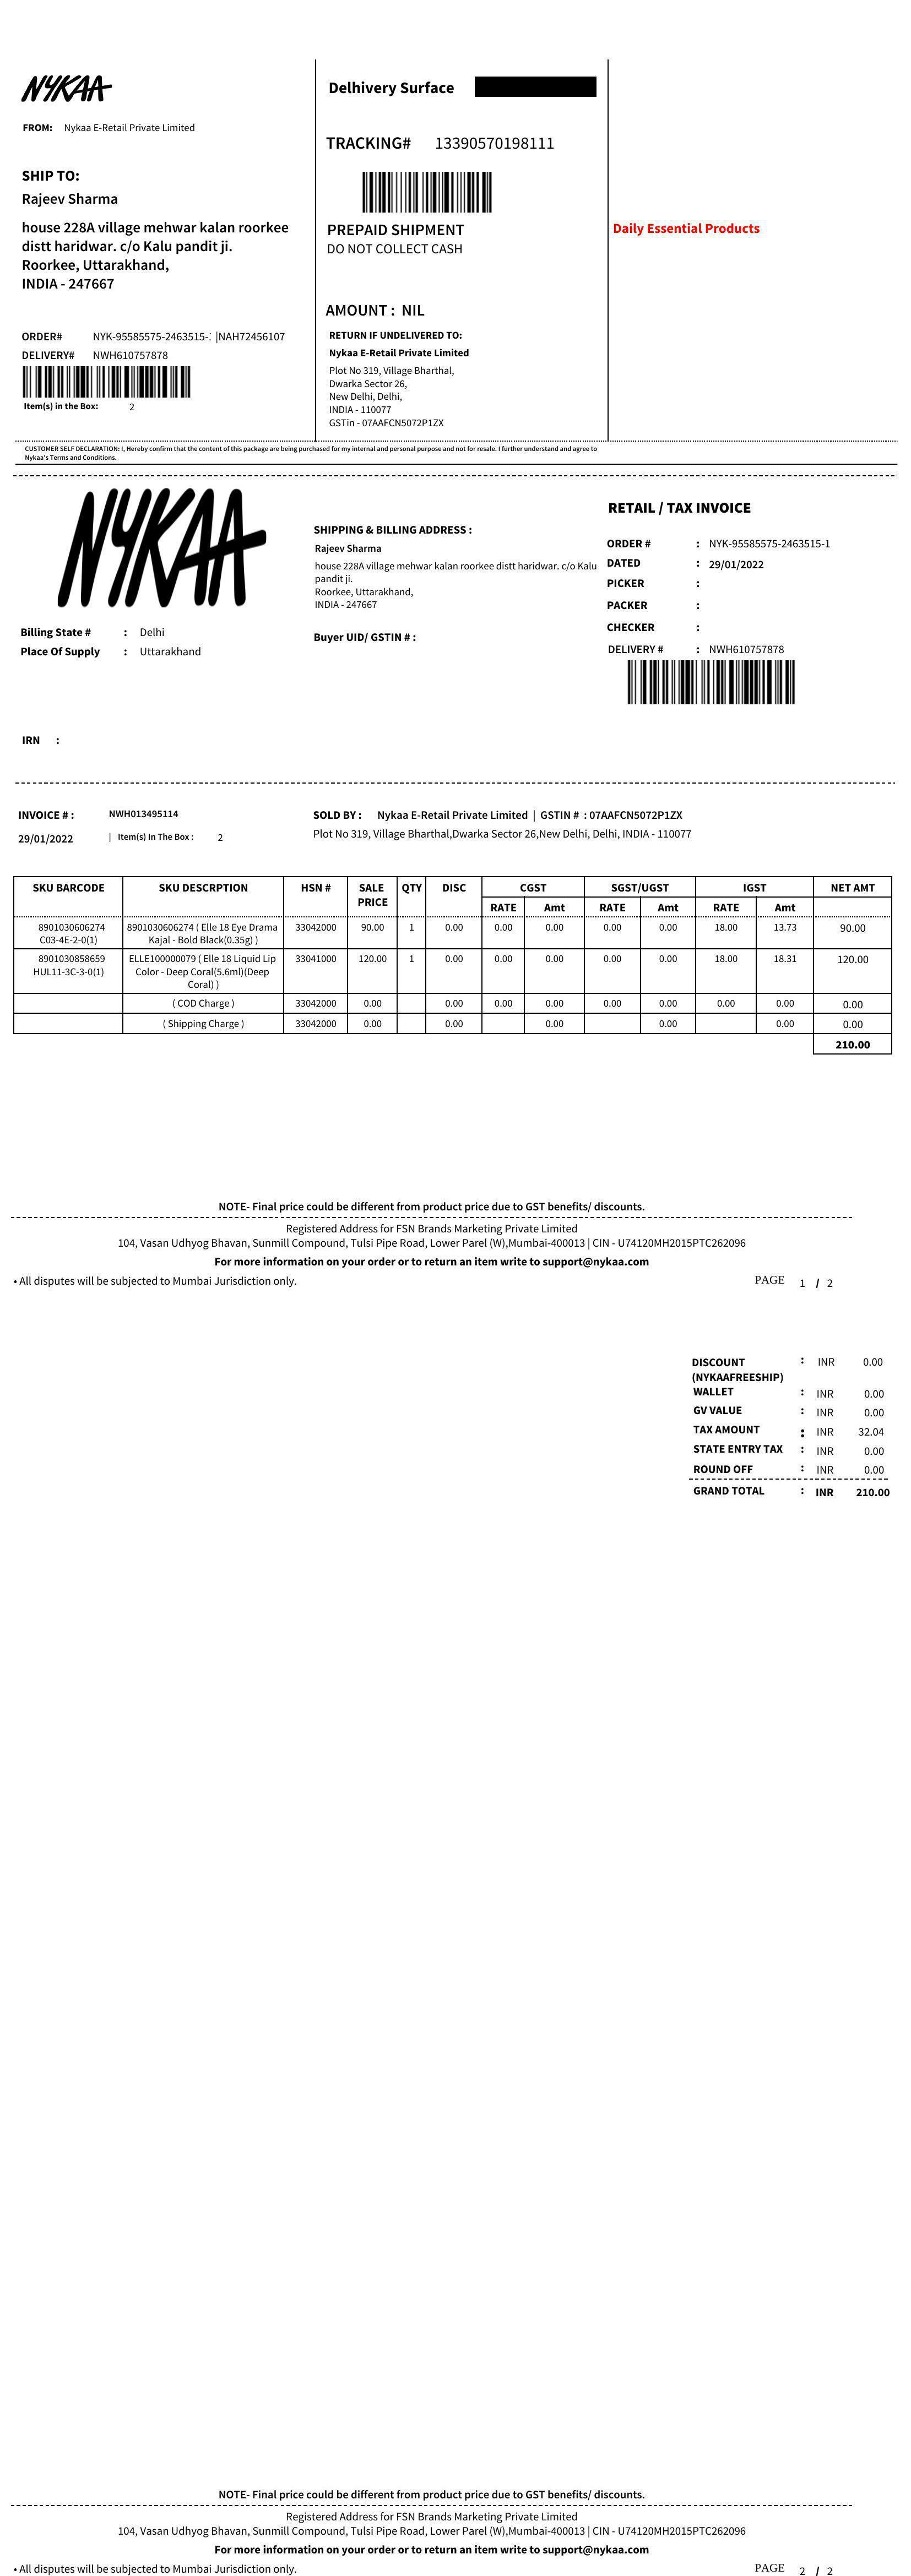 NYKAA
FROM: Nykaa E-Retail Private Limited
SHIP TO:
Rajeev Sharma
house 228A village mehwar kalan roorkee
distt haridwar. c/o Kalu pandit ji.
Roorkee, Uttarakhand,
INDIA - 247667
ORDER# NYK-95585575-2463515-: |NAH72456107
DELIVERY# NWH610757878
Item(s) in the Box: 2
Delhivery Surface
TRACKING# 13390570198111
PREPAID SHIPMENT
DO NOT COLLECT CASH
AMOUNT : NIL
RETURN IF UNDELIVERED TO:
Nykaa E-Retail Private Limited
Plot No 319, Village Bharthal,
Dwarka Sector 26,
New Delhi, Delhi,
INDIA - 110077
GSTin - 07AAFCN5072P1ZX
Daily Essential Products
CUSTOMER SELF DECLARATION: I, Hereby confirm that the content of this package are being purchased for my internal and personal purpose and not for resale. I further understand and agree to
Nykaa's Terms and Conditions.
NYKAA
Billing State # : Delhi
Place Of Supply : Uttarakhand
IRN :
SHIPPING & BILLING ADDRESS :
Rajeev Sharma
house 228A village mehwar kalan roorkee distt haridwar. c/o Kalu
pandit ji.
Roorkee, Uttarakhand,
INDIA - 247667
Buyer UID/ GSTIN # :
RETAIL / TAX INVOICE
ORDER # : NYK-95585575-2463515-1
DATED : 29/01/2022
PICKER :
PACKER :
CHECKER :
DELIVERY # : NWH610757878
INVOICE # : NWH013495114
29/01/2022 | Item(s) In The Box : 2
SOLD BY : Nykaa E-Retail Private Limited | GSTIN # : 07AAFCN5072P1ZX
Plot No 319, Village Bharthal,Dwarka Sector 26,New Delhi, Delhi, INDIA - 110077
SKU BARCODE SKU DESCRPTION HSN # SALE PRICE QTY DISC CGST SGST/UGST IGST NET AMT
RATE Amt RATE Amt RATE Amt
8901030606274 8901030606274 ( Elle 18 Eye Drama 33042000 90.00 1 0.00 0.00 0.00 0.00 0.00 18.00 13.73 90.00
C03-4E-2-0(1) Kajal - Bold Black(0.35g) )
8901030858659 ELLE100000079 ( Elle 18 Liquid Lip 33041000 120.00 1 0.00 0.00 0.00 0.00 0.00 18.00 18.31 120.00
HUL11-3C-3-0(1) Color - Deep Coral(5.6ml)(Deep
Coral) )
( COD Charge ) 33042000 0.00 0.00 0.00 0.00 0.00 0.00 0.00 0.00 0.00
( Shipping Charge ) 33042000 0.00 0.00 0.00 0.00 0.00 0.00
210.00
NOTE- Final price could be different from product price due to GST benefits/ discounts.
Registered Address for FSN Brands Marketing Private Limited
104, Vasan Udhyog Bhavan, Sunmill Compound, Tulsi Pipe Road, Lower Parel (W),Mumbai-400013 | CIN - U74120MH2015PTC262096
For more information on your order or to return an item write to support@nykaa.com
• All disputes will be subjected to Mumbai Jurisdiction only. PAGE 1 / 2
DISCOUNT : INR 0.00
(NYKAAFREESHIP)
WALLET : INR 0.00
GV VALUE : INR 0.00
TAX AMOUNT : INR 32.04
STATE ENTRY TAX : INR 0.00
ROUND OFF : INR 0.00
GRAND TOTAL : INR 210.00
NOTE- Final price could be different from product price due to GST benefits/ discounts.
Registered Address for FSN Brands Marketing Private Limited
104, Vasan Udhyog Bhavan, Sunmill Compound, Tulsi Pipe Road, Lower Parel (W),Mumbai-400013 | CIN - U74120MH2015PTC262096
For more information on your order or to return an item write to support@nykaa.com
• All disputes will be subjected to Mumbai Jurisdiction only. PAGE 2 / 2